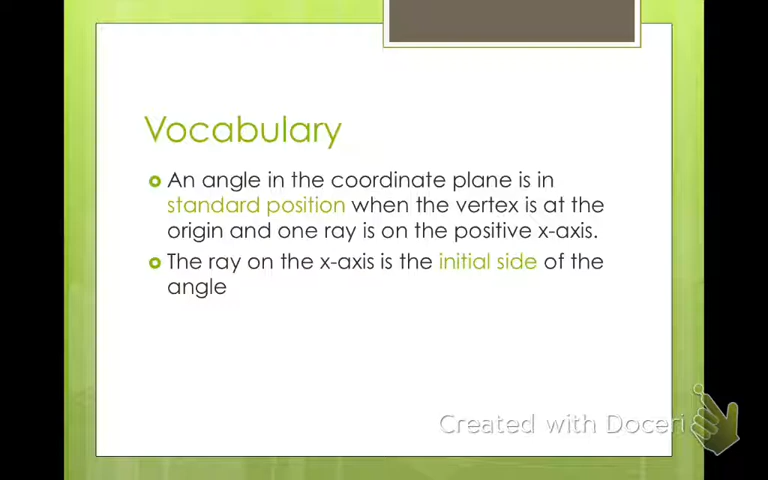 Vocabulary
An angle in the coordinate plane is in
standard position when the vertex is at the
origin and one ray is on the positive x-axis.
The ray on the x-axis is the initial side of the
angle
Created with Doceri